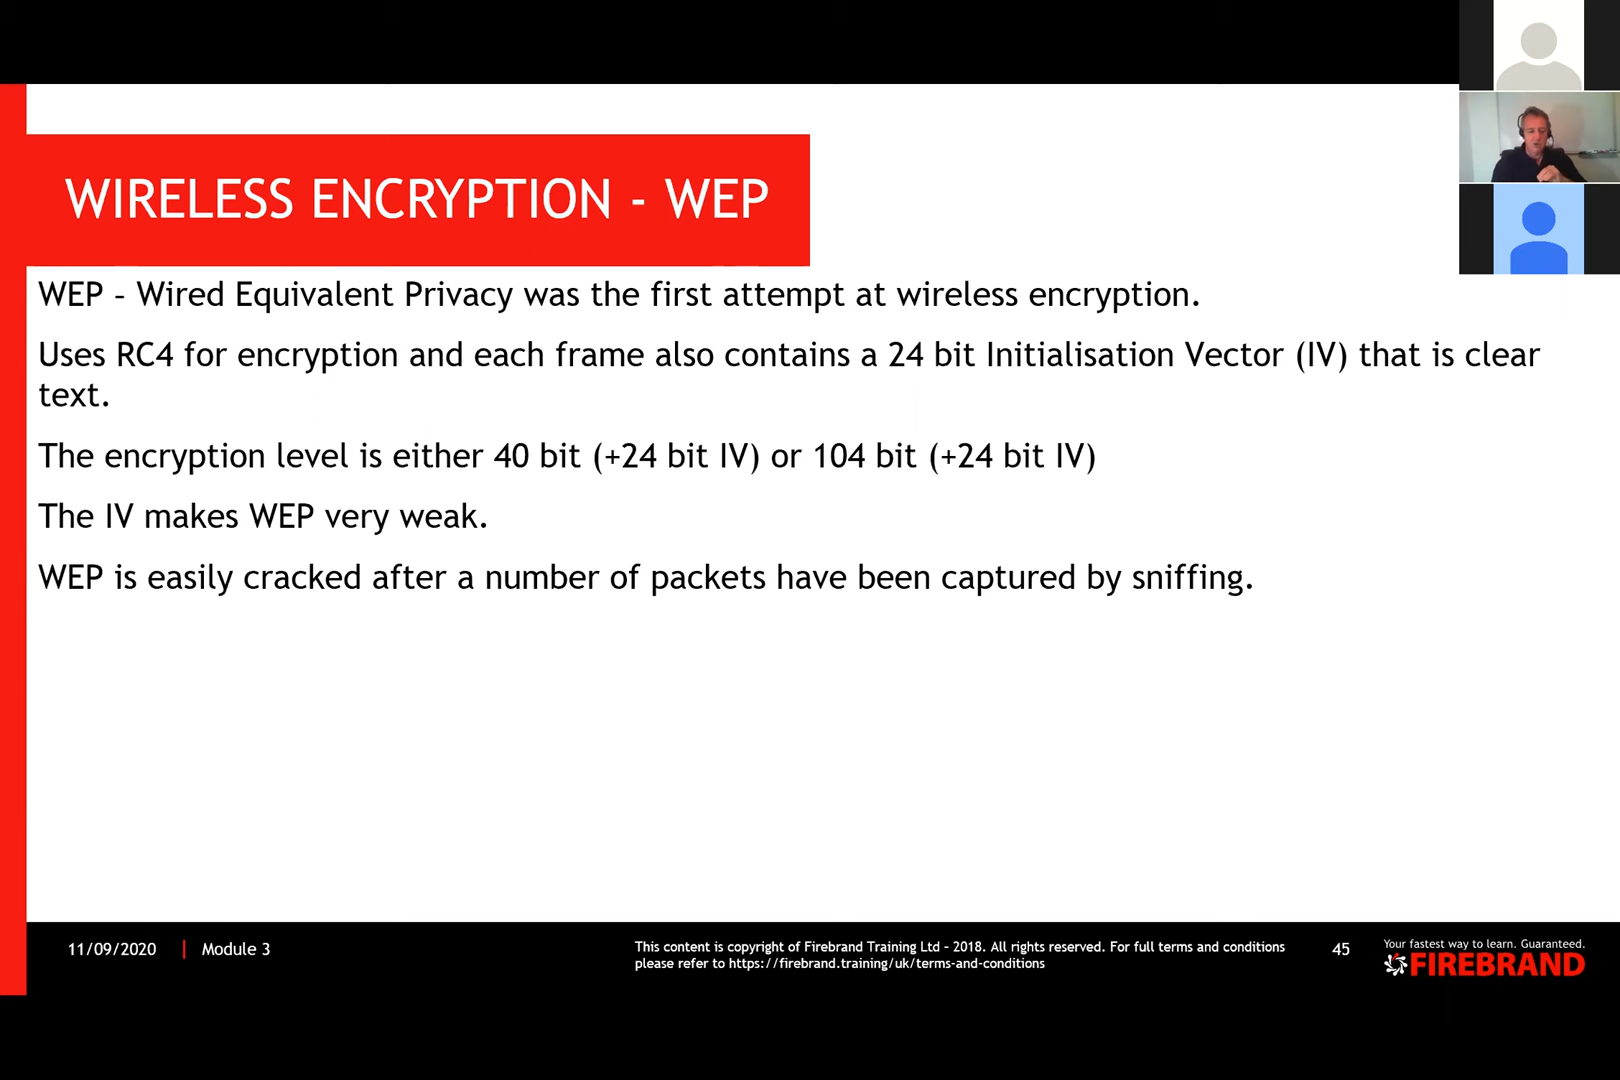 WIRELESS ENCRYPTION - WEP
WEP – Wired Equivalent Privacy was the first attempt at wireless encryption.
Uses RC4 for encryption and each frame also contains a 24 bit Initialisation Vector (IV) that is clear
text.
The encryption level is either 40 bit (+24 bit IV) or 104 bit (+24 bit IV)
The IV makes WEP very weak.
WEP is easily cracked after a number of packets have been captured by sniffing.
11/09/2020 | Module 3
This content is copyright of Firebrand Training Ltd – 2018. All rights reserved. For full terms and conditions
please refer to https://firebrand.training/uk/terms-and-conditions
45
Your fastest way to learn. Guaranteed.
FIREBRAND